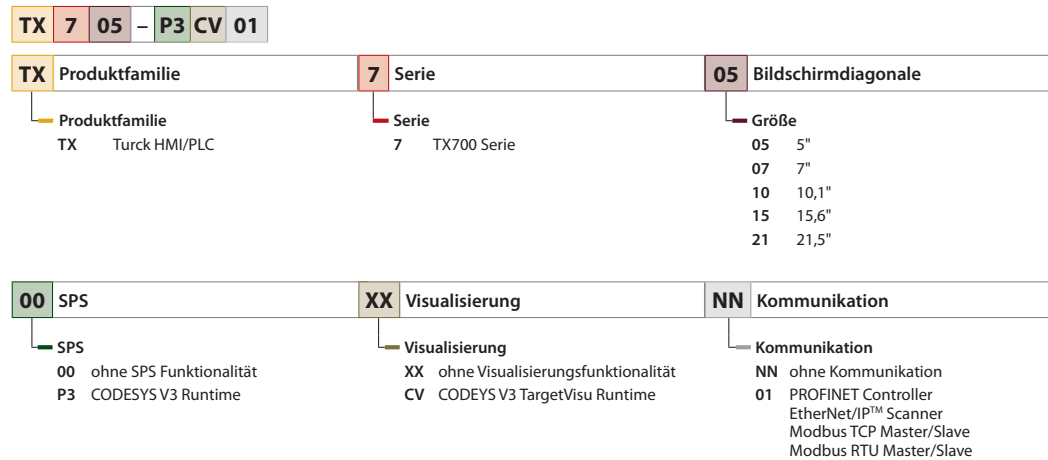 TX 7 05 – P3 CV 01
TX Produktfamilie
Produktfamilie
TX Turck HMI/PLC
7 Serie
Serie
7 TX700 Serie
05 Bildschirmdiagonale
Größe
05 5"
07 7"
10 10,1"
15 15,6"
21 21,5"
00 SPS
SPS
00 ohne SPS Funktionalität
P3 CODESYS V3 Runtime
XX Visualisierung
Visualisierung
XX ohne Visualisierungsfunktionalität
CV CODEYS V3 TargetVisu Runtime
NN Kommunikation
Kommunikation
NN ohne Kommunikation
01 PROFINET Controller
EtherNet/IP™ Scanner
Modbus TCP Master/Slave
Modbus RTU Master/Slave